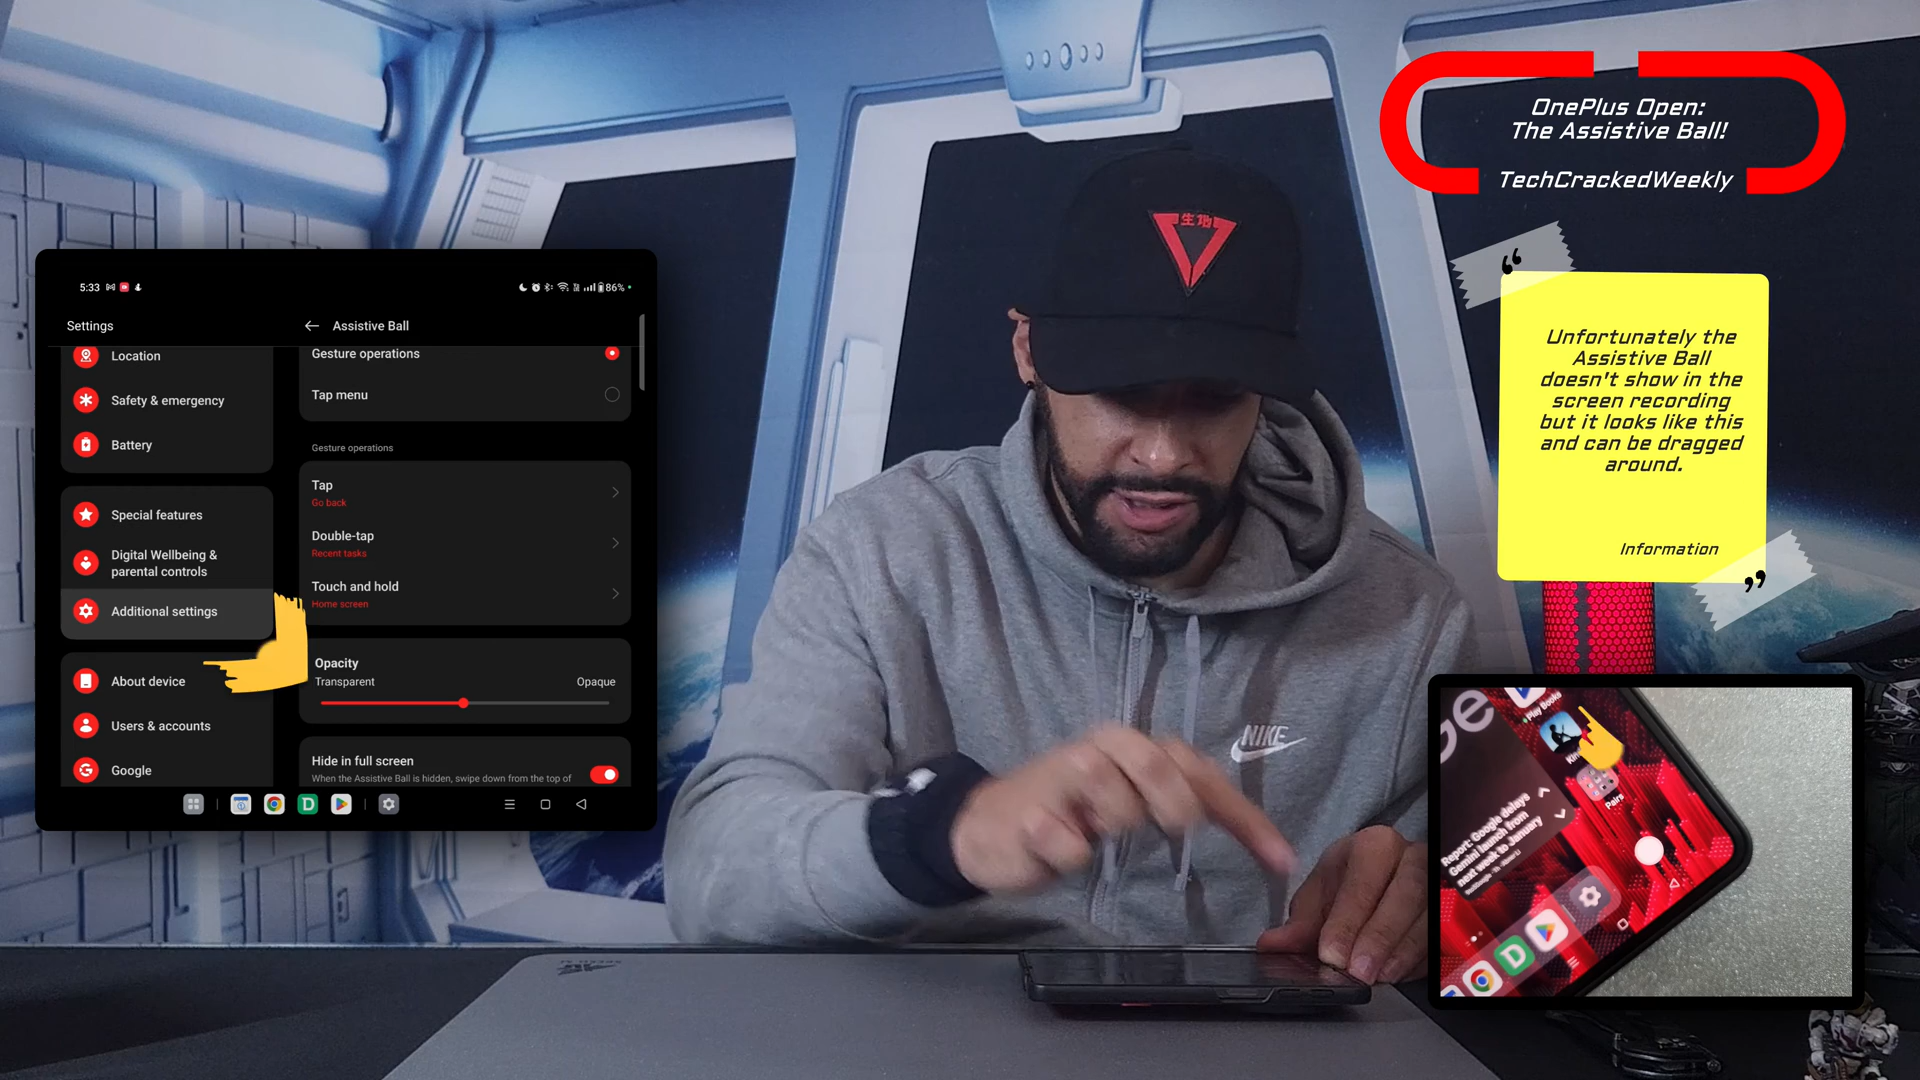 OnePlus Open:
The Assistive Ball!
TechCrackedWeekly
“
Unfortunately the
Assistive Ball
doesn't show in the
screen recording
but it looks like this
and can be dragged
around.
Information
”
5:33
86%
Settings
Location
Safety & emergency
Battery
Special features
Digital Wellbeing &
parental controls
Additional settings
About device
Users & accounts
Google
Assistive Ball
Gesture operations
Tap menu
Gesture operations
Tap
Go back
Double-tap
Recent tasks
Touch and hold
Home screen
Opacity
Transparent Opaque
Hide in full screen
When the Assistive Ball is hidden, swipe down from the top of
D
生地
NIKE
Play Books
Pairs
Report: Google delays
Gemini launch from
next week to January
D